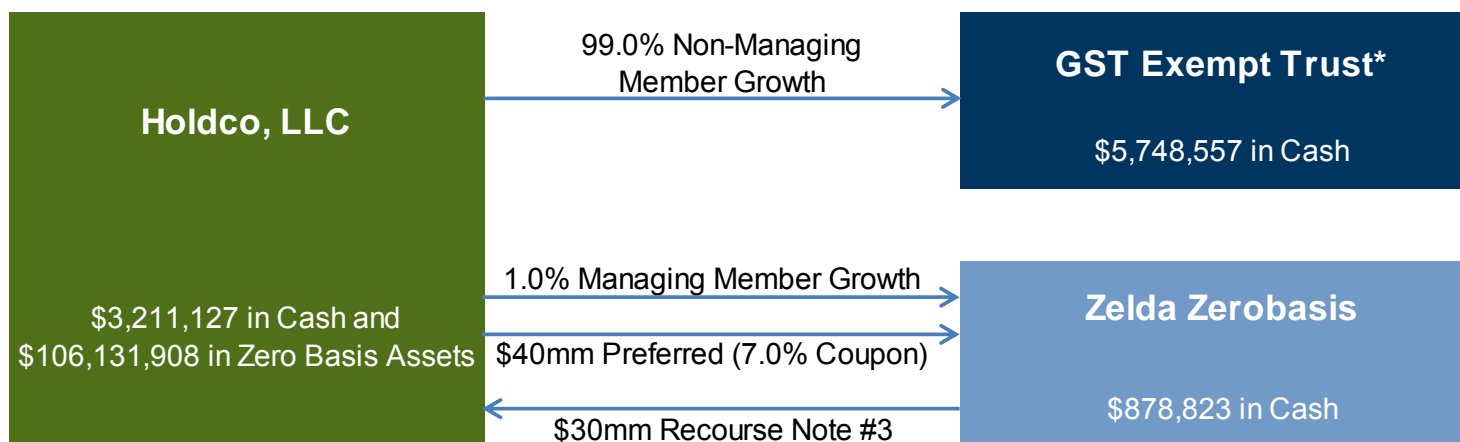 Holdco, LLC
$3,211,127 in Cash and
$106,131,908 in Zero Basis Assets
99.0% Non-Managing
Member Growth
GST Exempt Trust*
$5,748,557 in Cash
1.0% Managing Member Growth
$40mm Preferred (7.0% Coupon)
$30mm Recourse Note #3
Zelda Zerobasis
$878,823 in Cash